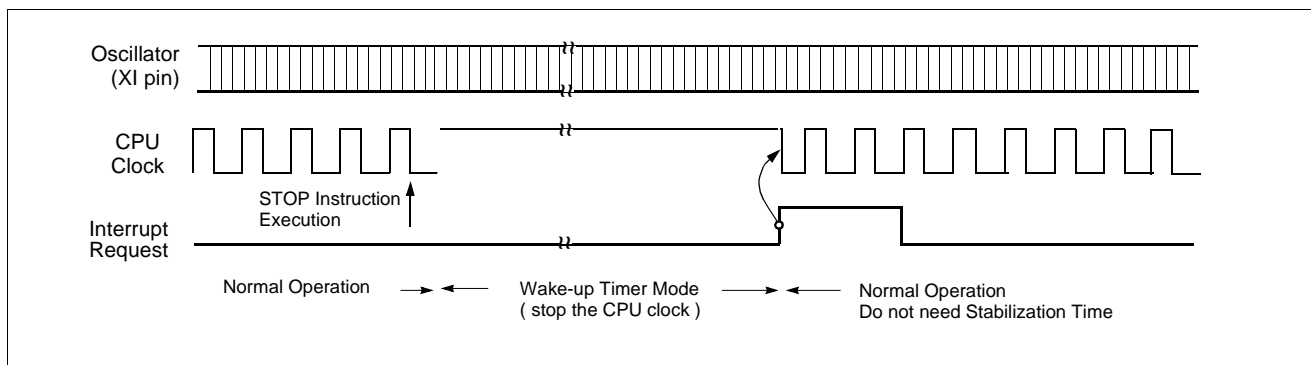 Oscillator
(XI pin)
CPU
Clock
STOP Instruction
Execution
Interrupt
Request
Normal Operation
Wake-up Timer Mode
( stop the CPU clock )
Normal Operation
Do not need Stabilization Time